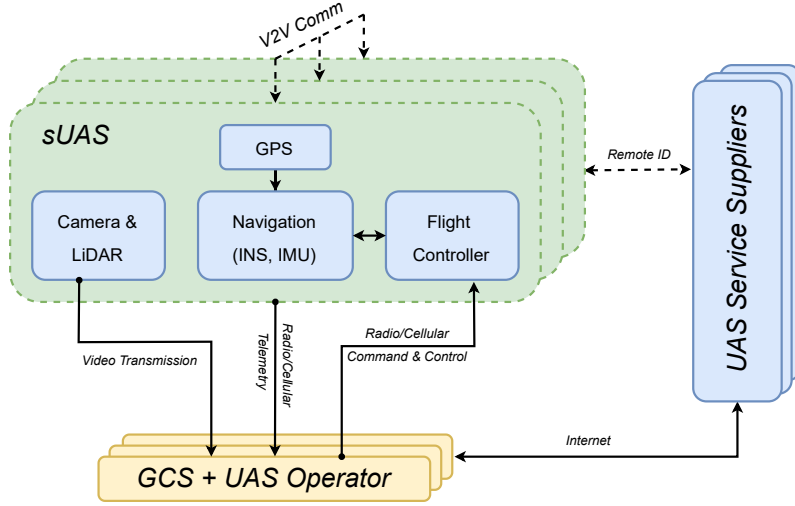 V2V Comm
sUAS
GPS
Camera &
LiDAR
Navigation
(INS, IMU)
Flight
Controller
Remote ID
UAS Service Suppliers
Video Transmission
Radio/Cellular
Telemetry
Radio/Cellular
Command & Control
Internet
GCS + UAS Operator